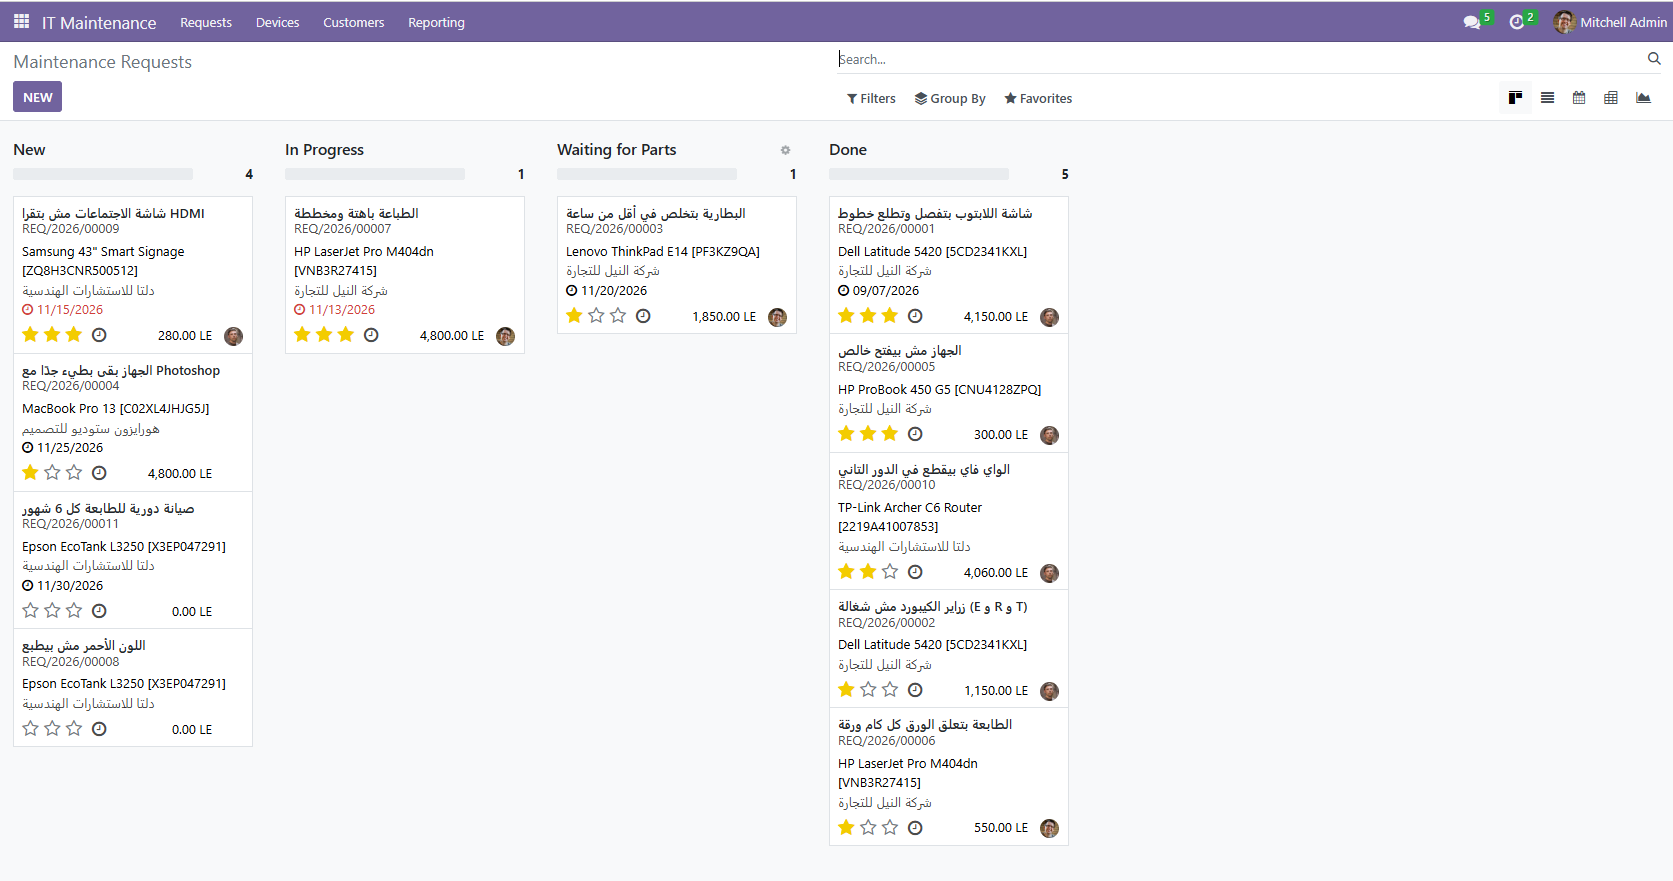 IT Maintenance
Requests
Devices
Customers
Reporting
5
2
Mitchell Admin
Maintenance Requests
Search...
NEW
Filters
Group By
Favorites
New
4
شاشة الاجتماعات مش بتقرا HDMI
REQ/2026/00009
Samsung 43" Smart Signage
[ZQ8H3CNR500512]
دلتا للاستشارات الهندسية
11/15/2026
280.00 LE
الجهاز بقى بطيء جدًا مع Photoshop
REQ/2026/00004
MacBook Pro 13 [C02XL4JHJG5J]
هورايزون ستوديو للتصميم
11/25/2026
4,800.00 LE
صيانة دورية للطابعة كل 6 شهور
REQ/2026/00011
Epson EcoTank L3250 [X3EP047291]
دلتا للاستشارات الهندسية
11/30/2026
0.00 LE
اللون الأحمر مش بيطبع
REQ/2026/00008
Epson EcoTank L3250 [X3EP047291]
دلتا للاستشارات الهندسية
0.00 LE
In Progress
1
الطباعة باهتة ومخططة
REQ/2026/00007
HP LaserJet Pro M404dn
[VNB3R27415]
شركة النيل للتجارة
11/13/2026
4,800.00 LE
Waiting for Parts
1
البطارية بتخلص في أقل من ساعة
REQ/2026/00003
Lenovo ThinkPad E14 [PF3KZ9QA]
شركة النيل للتجارة
11/20/2026
1,850.00 LE
Done
5
شاشة اللابتوب بتفصل وتطلع خطوط
REQ/2026/00001
Dell Latitude 5420 [5CD2341KXL]
شركة النيل للتجارة
09/07/2026
4,150.00 LE
الجهاز مش بيفتح خالص
REQ/2026/00005
HP ProBook 450 G5 [CNU4128ZPQ]
شركة النيل للتجارة
300.00 LE
الواي فاي بيقطع في الدور التاني
REQ/2026/00010
TP-Link Archer C6 Router
[2219A41007853]
دلتا للاستشارات الهندسية
4,060.00 LE
زراير الكيبورد مش شغالة (E و R و T)
REQ/2026/00002
Dell Latitude 5420 [5CD2341KXL]
شركة النيل للتجارة
1,150.00 LE
الطابعة بتعلق الورق كل كام ورقة
REQ/2026/00006
HP LaserJet Pro M404dn
[VNB3R27415]
شركة النيل للتجارة
550.00 LE